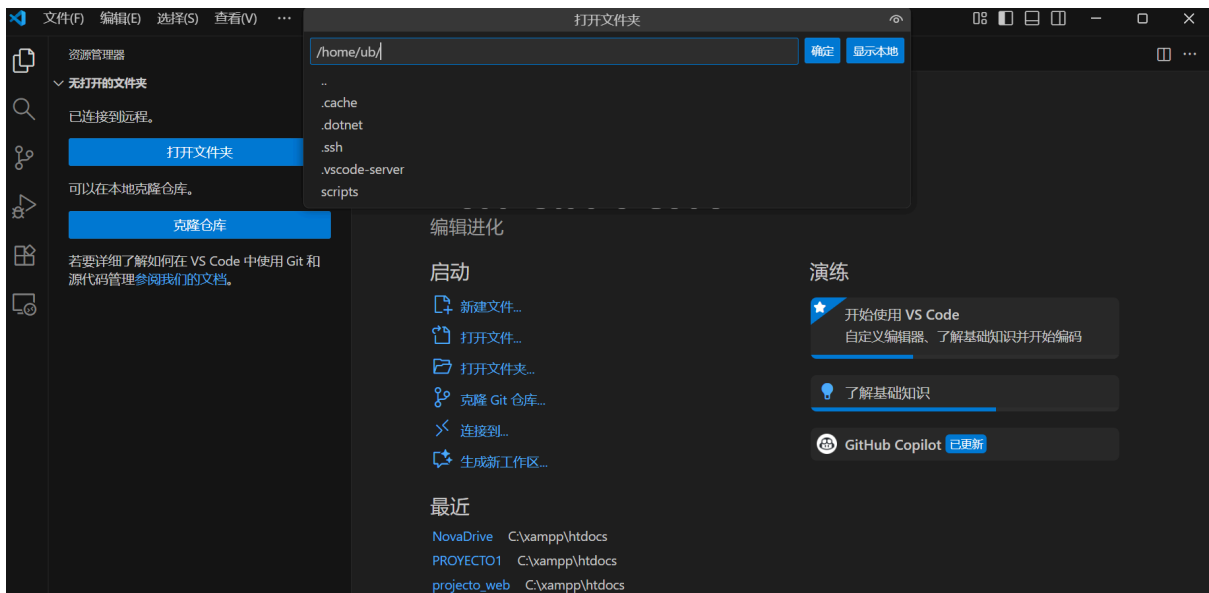 文件(F) 编辑(E) 选择(S) 查看(V) ···
打开文件夹
资源管理器
无打开的文件夹
已连接到远程。
打开文件夹
可以在本地克隆仓库。
克隆仓库
若要详细了解如何在 VS Code 中使用 Git 和
源代码管理参阅我们的文档。
/home/ub/
确定
显示本地
..
.cache
.dotnet
.ssh
.vscode-server
scripts
编辑进化
启动
新建文件...
打开文件...
打开文件夹...
克隆 Git 仓库...
连接到...
生成新工作区...
最近
NovaDrive C:\xampp\htdocs
PROYECTO1 C:\xampp\htdocs
projecto_web C:\xampp\htdocs
演练
开始使用 VS Code
自定义编辑器、了解基础知识并开始编码
了解基础知识
GitHub Copilot 已更新